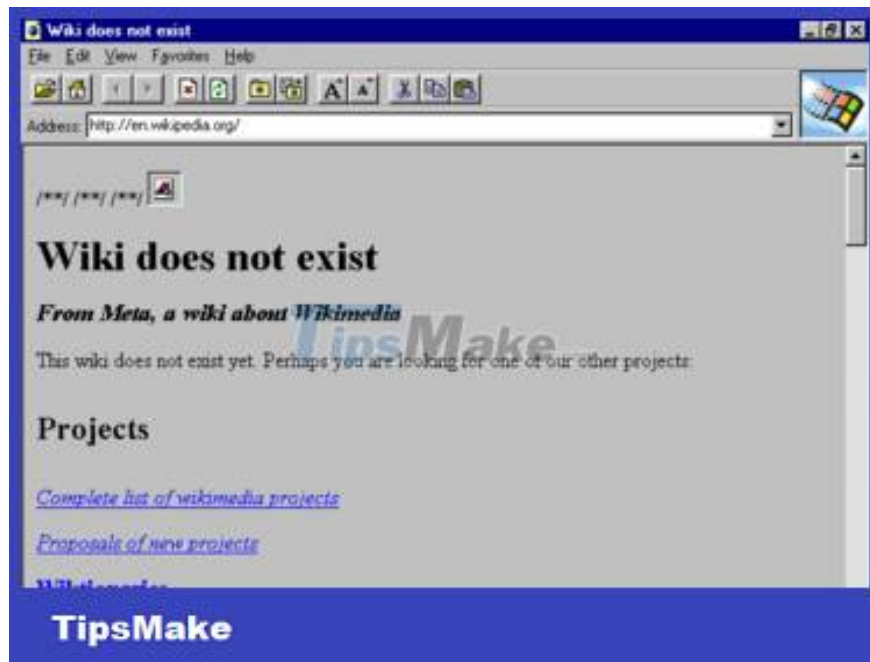 Wiki does not exist
File Edit View Favorites Help
Address: http://en.wikipedia.org/
/**/ /**/ /**/
Wiki does not exist
From Meta, a wiki about Wikimedia
TipsMake
This wiki does not exist yet. Perhaps you are looking for one of our other projects:
Projects
Complete list of wikimedia projects
Proposals of new projects
Wiktionaries
TipsMake